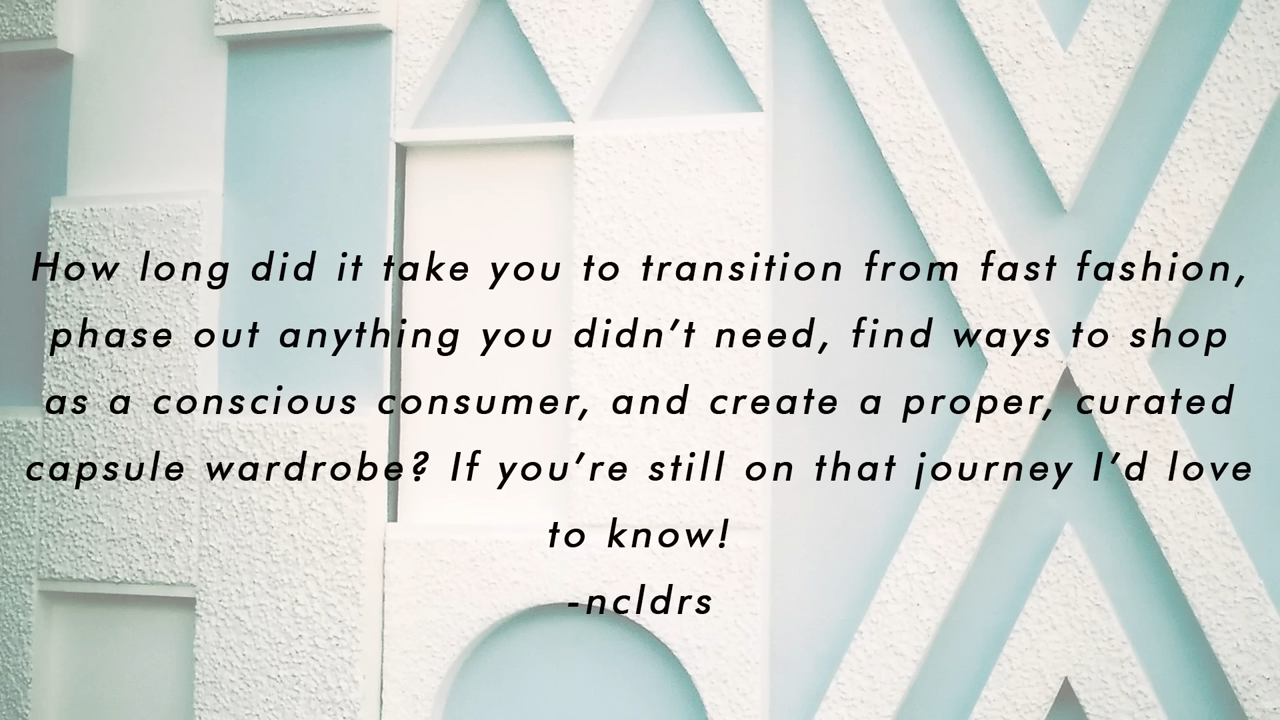 How long did it take you to transition from fast fashion,
phase out anything you didn’t need, find ways to shop
as a conscious consumer, and create a proper, curated
capsule wardrobe? If you’re still on that journey I’d love
to know!
-ncldrs